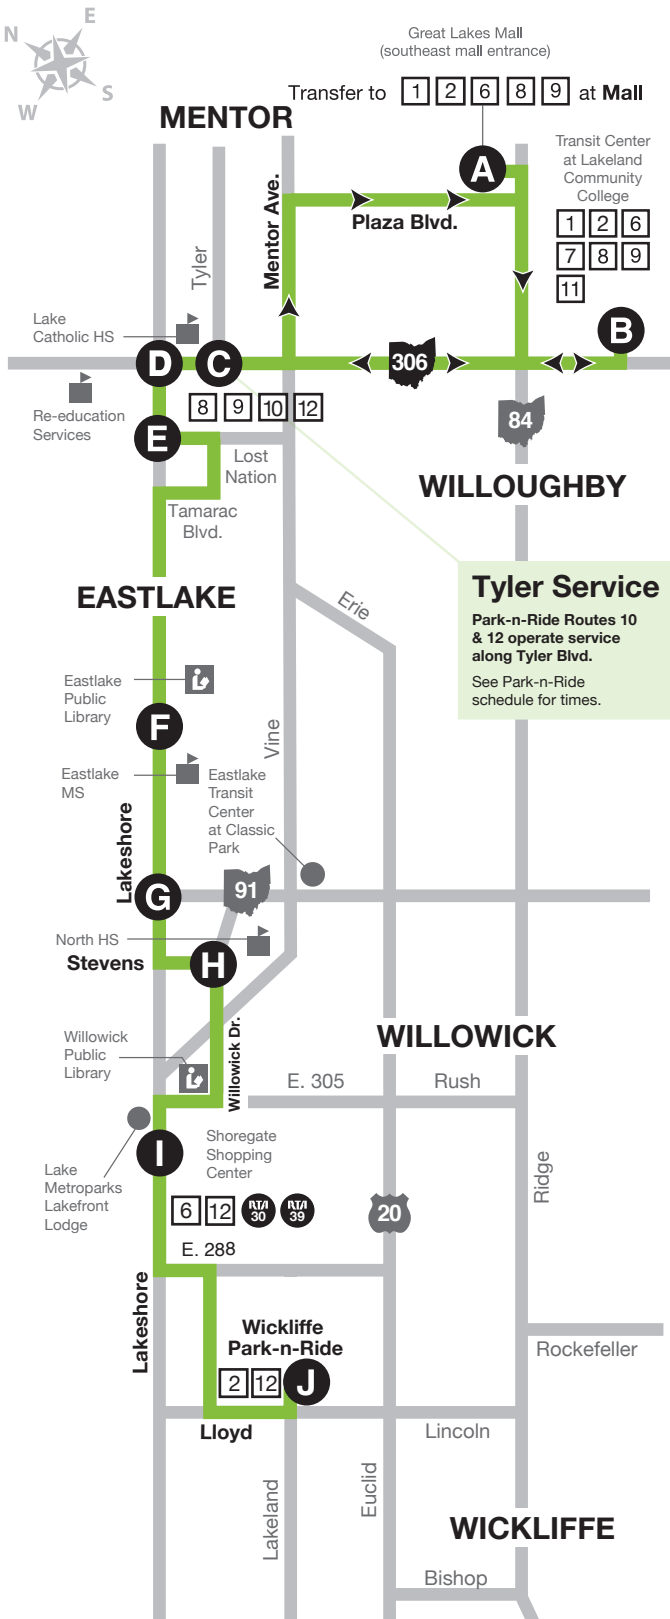 N
E
W
S
Great Lakes Mall
(southeast mall entrance)
Transfer to 1 2 6 8 9 at Mall
MENTOR
A
Transit Center
at Lakeland
Community
College
1 2 6
7 8 9
11
Mentor Ave.
Plaza Blvd.
Tyler
Lake
Catholic HS
B
D
C
306
Re-education
Services
8 9 10 12
84
E
Lost
Nation
Tamarac
Blvd.
WILLOUGHBY
EASTLAKE
Erie
Tyler Service
Park-n-Ride Routes 10
& 12 operate service
along Tyler Blvd.
See Park-n-Ride
schedule for times.
Eastlake
Public
Library
F
Vine
Eastlake
MS
Eastlake
Transit
Center
at Classic
Park
Lakeshore
G
91
North HS
Stevens
H
Willowick Dr.
WILLOWICK
Willowick
Public
Library
E. 305
Rush
I
Shoregate
Shopping
Center
Lake
Metroparks
Lakefront
Lodge
Ridge
6 12 RTA 30 RTA 39
20
E. 288
Lakeshore
Wickliffe
Park-n-Ride
2 12
J
Rockefeller
Lloyd
Lincoln
Lakeland
Euclid
WICKLIFFE
Bishop